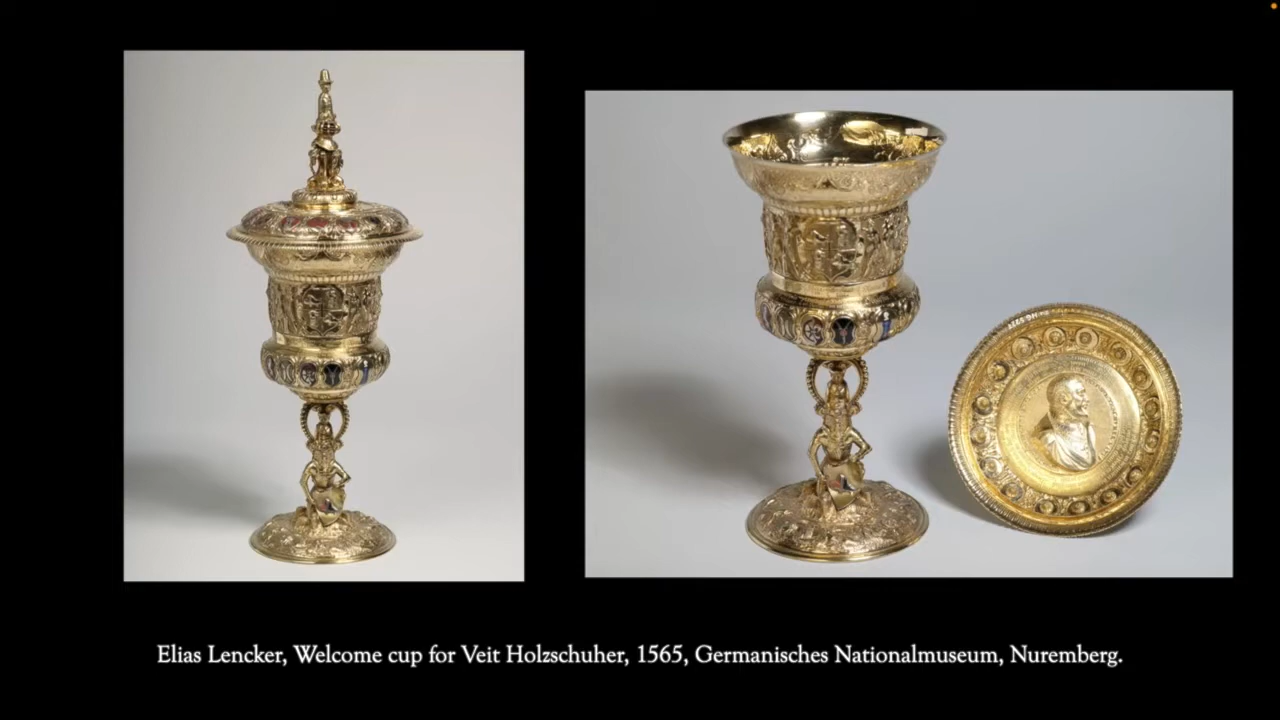 Elias Lencker, Welcome cup for Veit Holzschuher, 1565, Germanisches Nationalmuseum, Nuremberg.